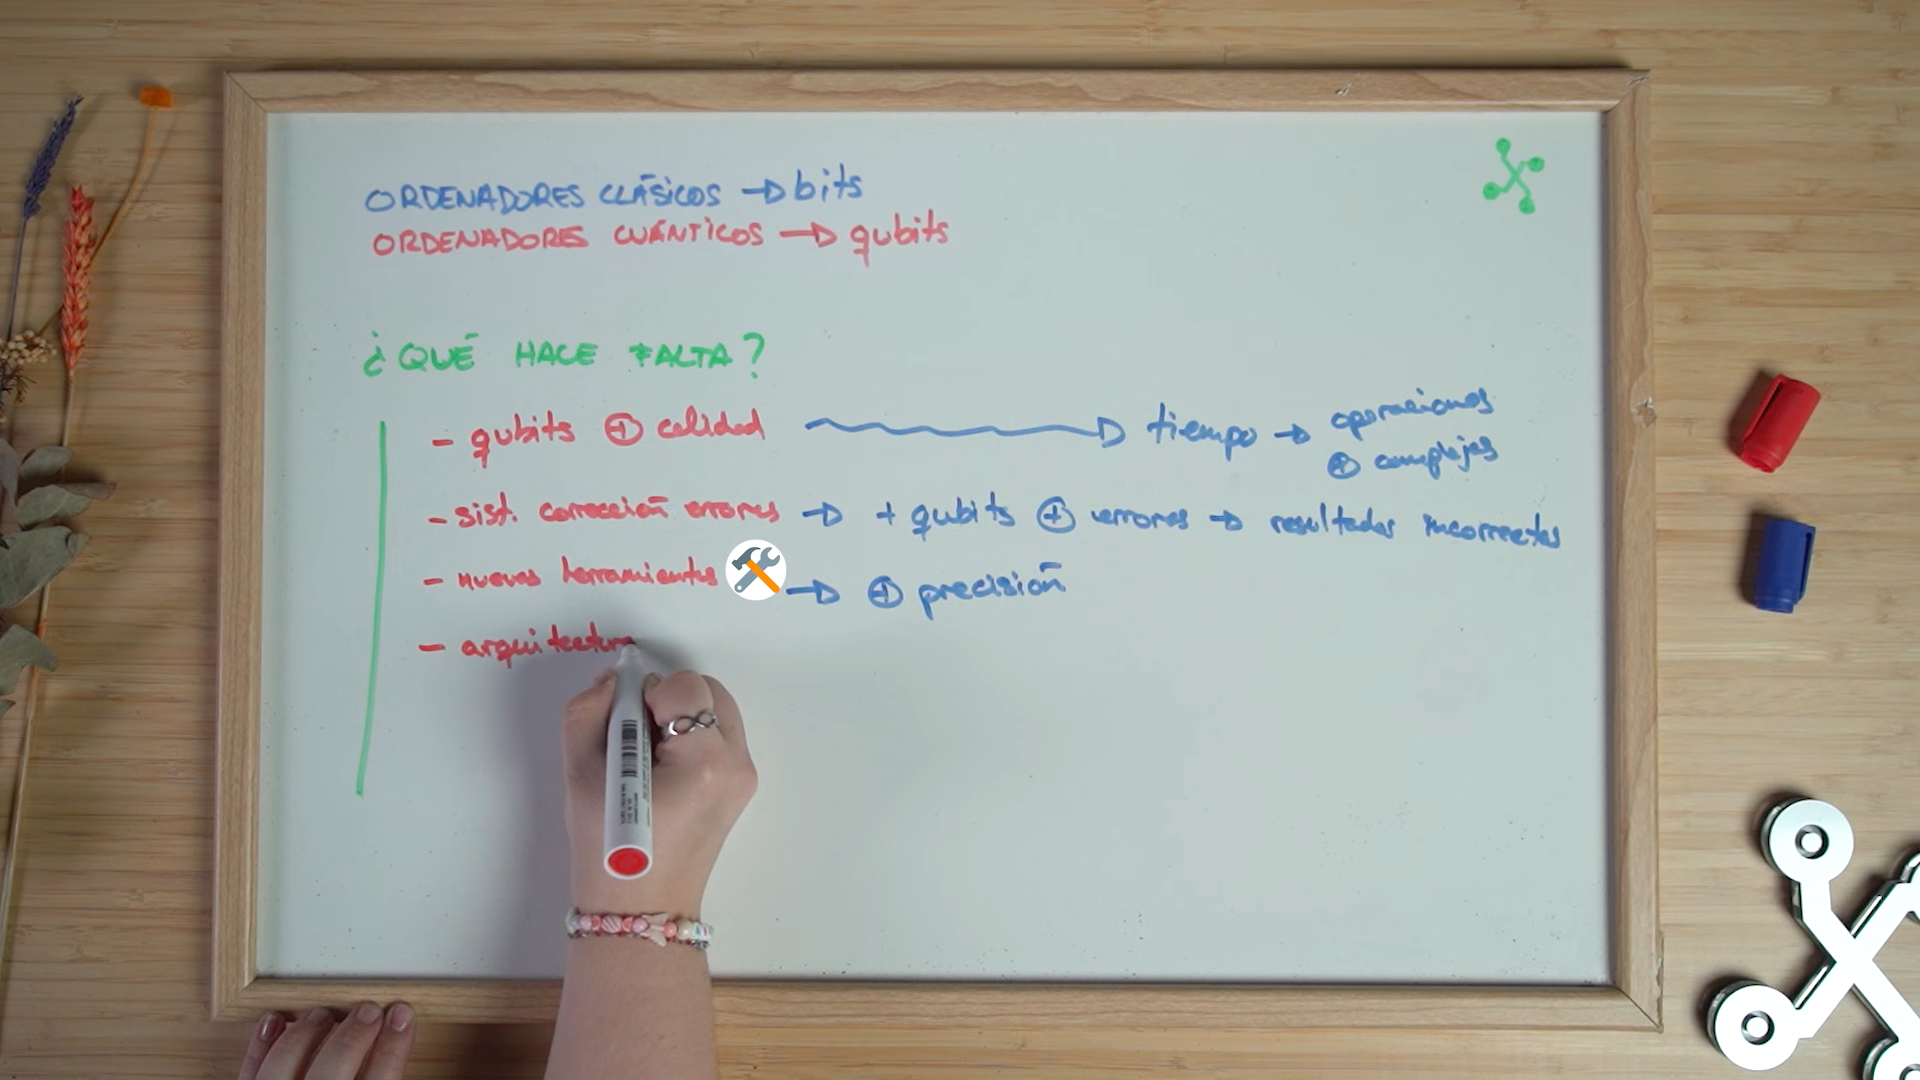 ORDENADORES CLÁSICOS → bits
ORDENADORES CUÁNTICOS → qubits
¿QUÉ HACE FALTA?
- qubits ⊕ calidad → tiempo → operaciones
⊕ complejas
- sist. corrección errores → + qubits ⊕ errores → resultados incorrectos
- nuevas herramientas → ⊕ precisión
- arquitectura